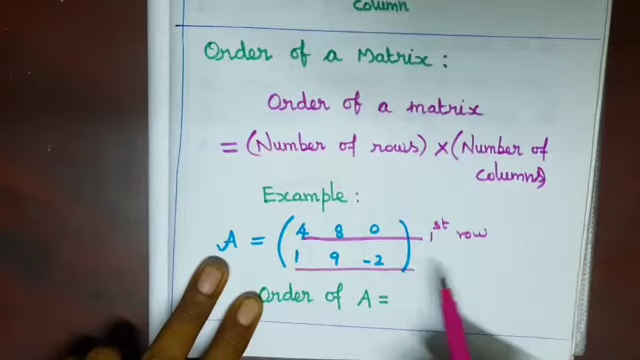 column
Order of a Matrix:
Order of a matrix
= (Number of rows) × (Number of
columns)
Example:
A = ( 4 8 0 ) 1st row
1 9 -2
Order of A =